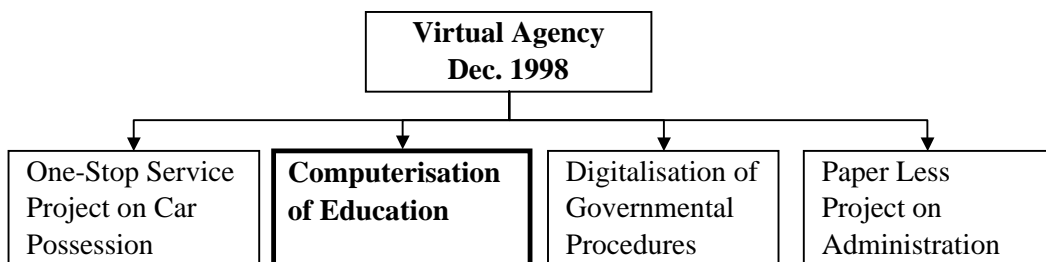 Virtual Agency
Dec. 1998
One-Stop Service
Project on Car
Possession
Computerisation
of Education
Digitalisation of
Governmental
Procedures
Paper Less
Project on
Administration